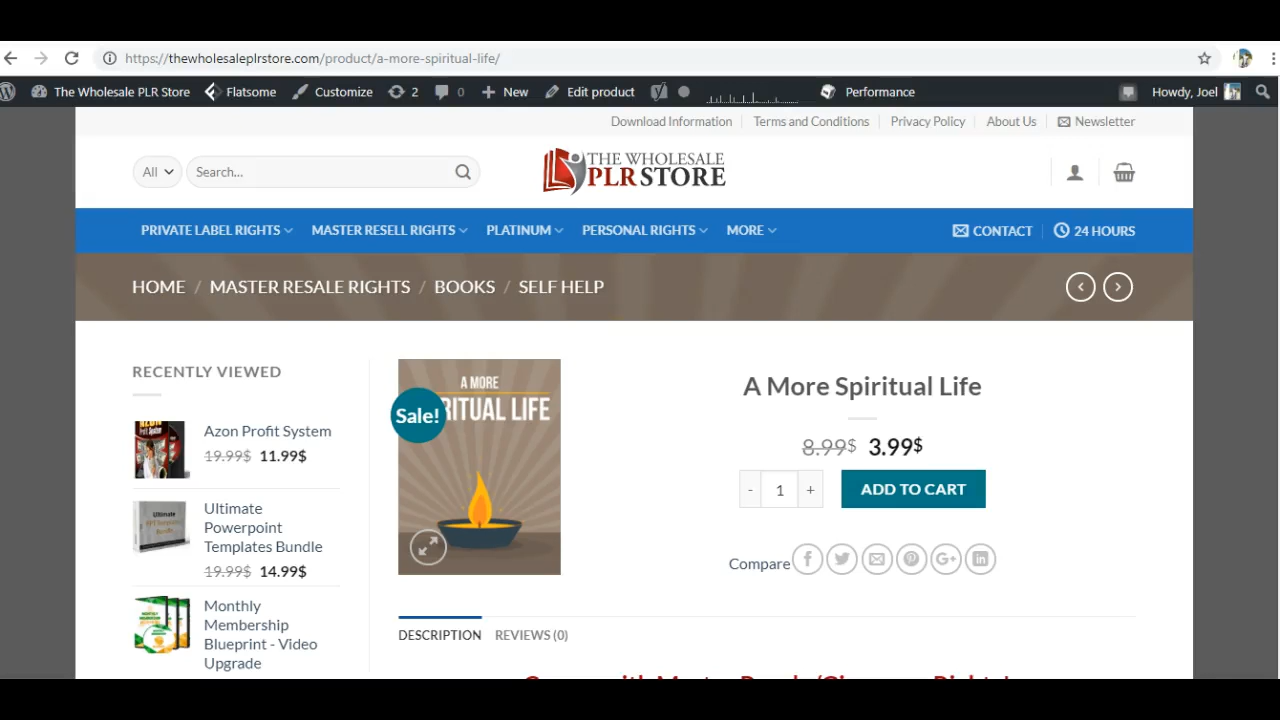 https://thewholesaleplrstore.com/product/a-more-spiritual-life/
The Wholesale PLR Store Flatsome Customize 2 0 New Edit product Performance Howdy, Joel
Download Information Terms and Conditions Privacy Policy About Us Newsletter
All Search...
THE WHOLESALE
PLR STORE
PRIVATE LABEL RIGHTS MASTER RESELL RIGHTS PLATINUM PERSONAL RIGHTS MORE CONTACT 24 HOURS
HOME / MASTER RESALE RIGHTS / BOOKS / SELF HELP
RECENTLY VIEWED
Azon Profit System
19.99$ 11.99$
Ultimate
Powerpoint
Templates Bundle
19.99$ 14.99$
Monthly
Membership
Blueprint - Video
Upgrade
A MORE
RITUAL LIFE
Sale!
A More Spiritual Life
8.99$ 3.99$
- 1 + ADD TO CART
Compare
DESCRIPTION REVIEWS (0)